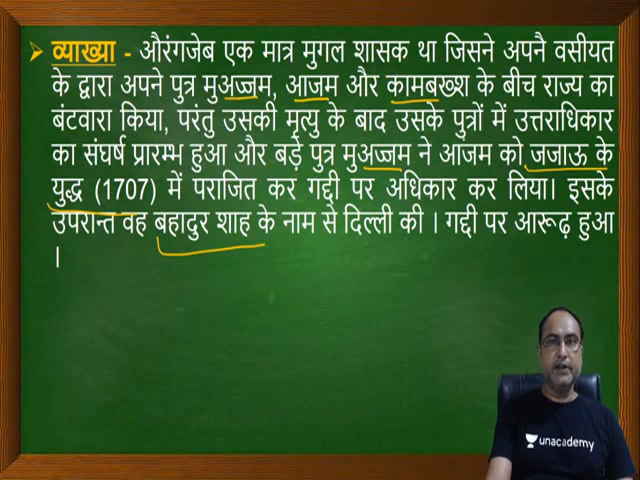 व्याख्या - औरंगजेब एक मात्र मुगल शासक था जिसने अपनै वसीयत
के द्वारा अपने पुत्र मुअज्जम, आजम और कामबख्श के बीच राज्य का
बंटवारा किया, परंतु उसकी मृत्यु के बाद उसके पुत्रों में उत्तराधिकार
का संघर्ष प्रारम्भ हुआ और बड़े पुत्र मुअज्जम ने आजम को जजाऊ के
युद्ध (1707) में पराजित कर गद्दी पर अधिकार कर लिया। इसके
उपरान्त वह बहादुर शाह के नाम से दिल्ली की । गद्दी पर आरूढ़ हुआ
।
unacademy